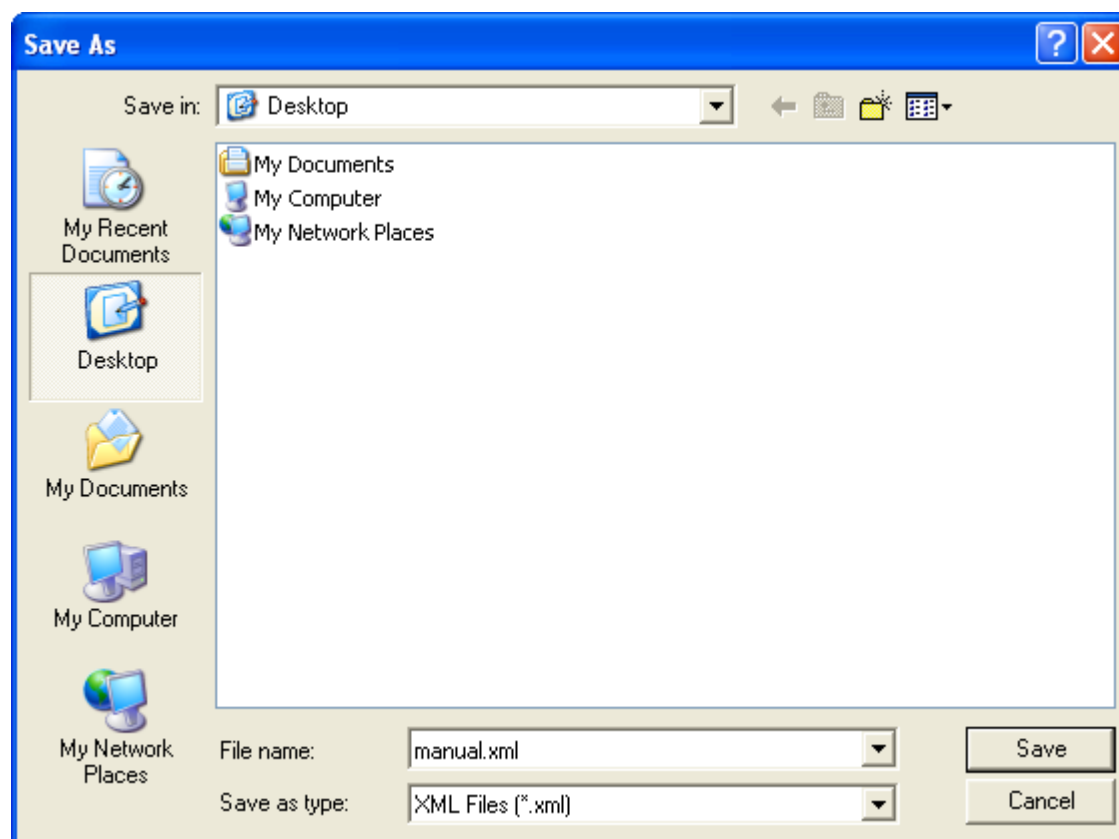 Save As
Save in: Desktop
My Documents
My Computer
My Network Places
My Recent
Documents
Desktop
My Documents
My Computer
My Network
Places
File name: manual.xml Save
Save as type: XML Files (*.xml) Cancel